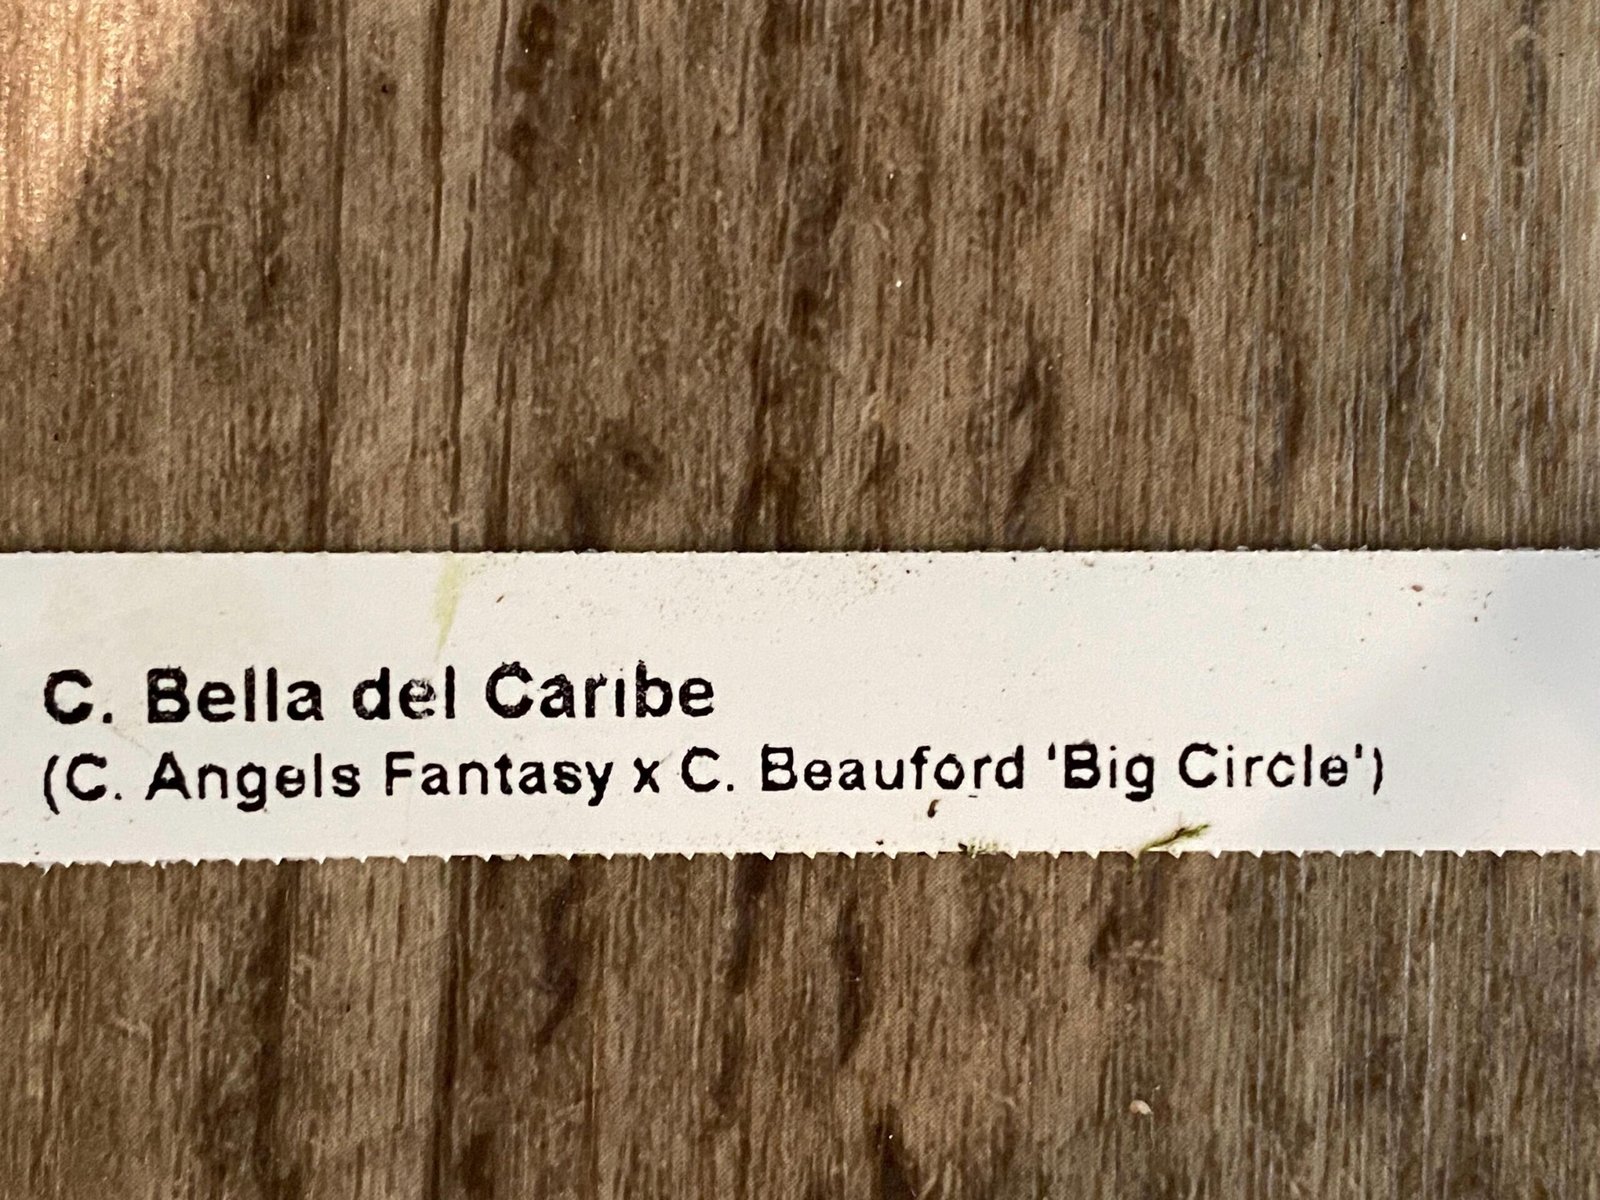 C. Bella del Caribe
(C. Angels Fantasy x C. Beauford 'Big Circle')